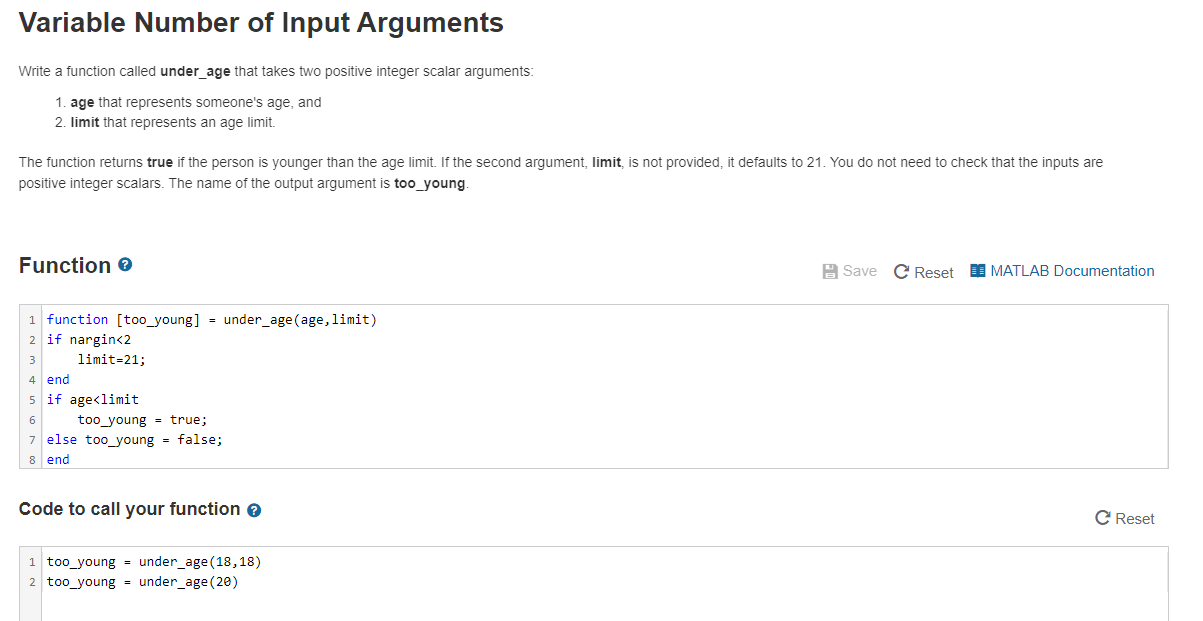 Variable Number of Input Arguments
Write a function called under_age that takes two positive integer scalar arguments:
1. age that represents someone's age, and
2. limit that represents an age limit.
The function returns true if the person is younger than the age limit. If the second argument, limit, is not provided, it defaults to 21. You do not need to check that the inputs are
positive integer scalars. The name of the output argument is too_young.
Function ?
Save Reset MATLAB Documentation
1 function [too_young] = under_age(age,limit)
2 if nargin<2
3     limit=21;
4 end
5 if age<limit
6     too_young = true;
7 else too_young = false;
8 end
Code to call your function ?
Reset
1 too_young = under_age(18,18)
2 too_young = under_age(20)